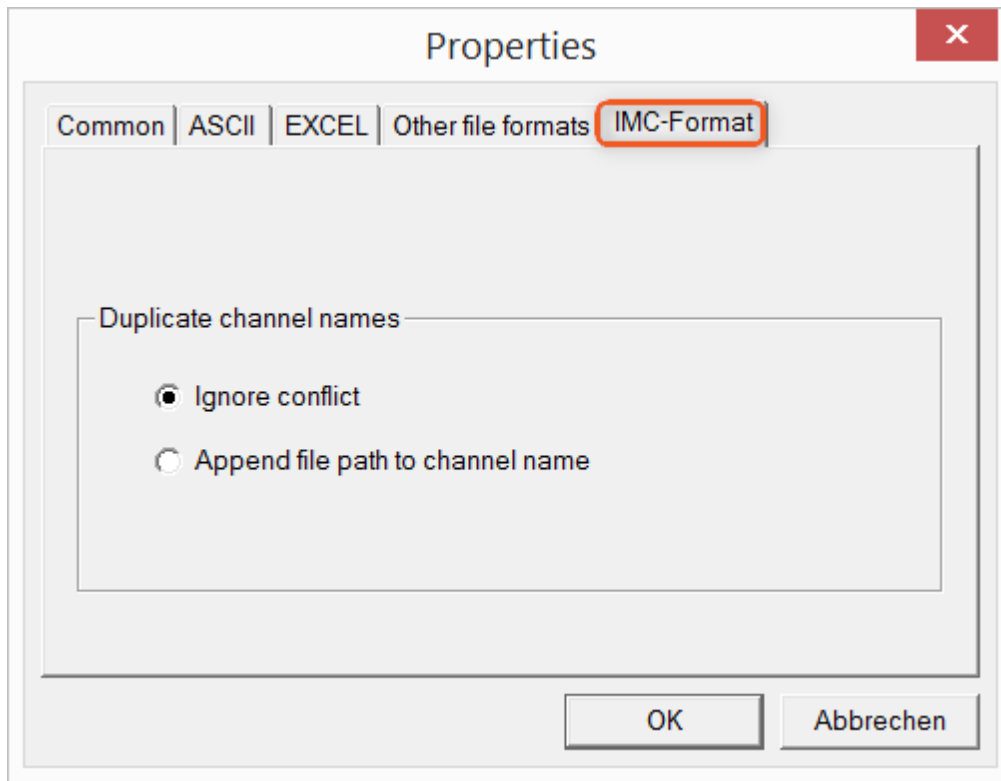 Properties
Common ASCII EXCEL Other file formats IMC-Format
Duplicate channel names
Ignore conflict
Append file path to channel name
OK Abbrechen